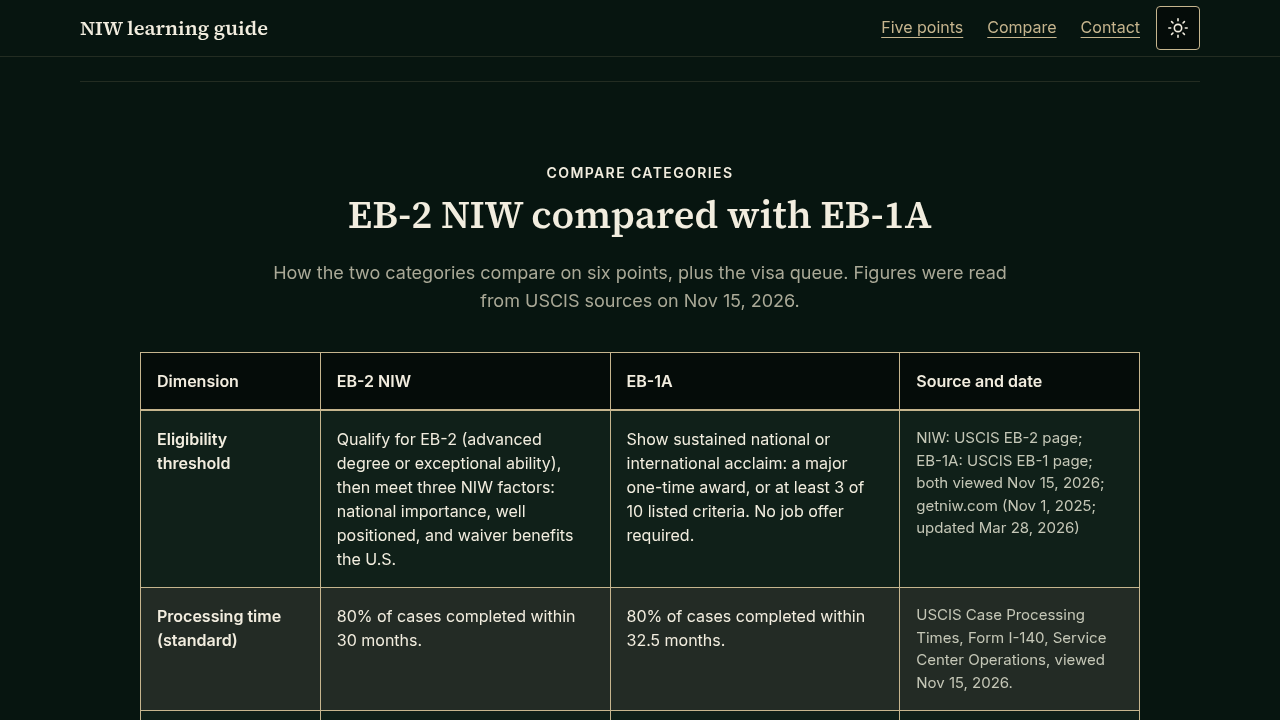 NIW learning guide
Five points
Compare
Contact
COMPARE CATEGORIES
EB-2 NIW compared with EB-1A
How the two categories compare on six points, plus the visa queue. Figures were read
from USCIS sources on Nov 15, 2026.
Dimension
EB-2 NIW
EB-1A
Source and date
Eligibility
threshold
Qualify for EB-2 (advanced
degree or exceptional ability),
then meet three NIW factors:
national importance, well
positioned, and waiver benefits
the U.S.
Show sustained national or
international acclaim: a major
one-time award, or at least 3 of
10 listed criteria. No job offer
required.
NIW: USCIS EB-2 page;
EB-1A: USCIS EB-1 page;
both viewed Nov 15, 2026;
getniw.com (Nov 1, 2025;
updated Mar 28, 2026)
Processing time
(standard)
80% of cases completed within
30 months.
80% of cases completed within
32.5 months.
USCIS Case Processing
Times, Form I-140, Service
Center Operations, viewed
Nov 15, 2026.